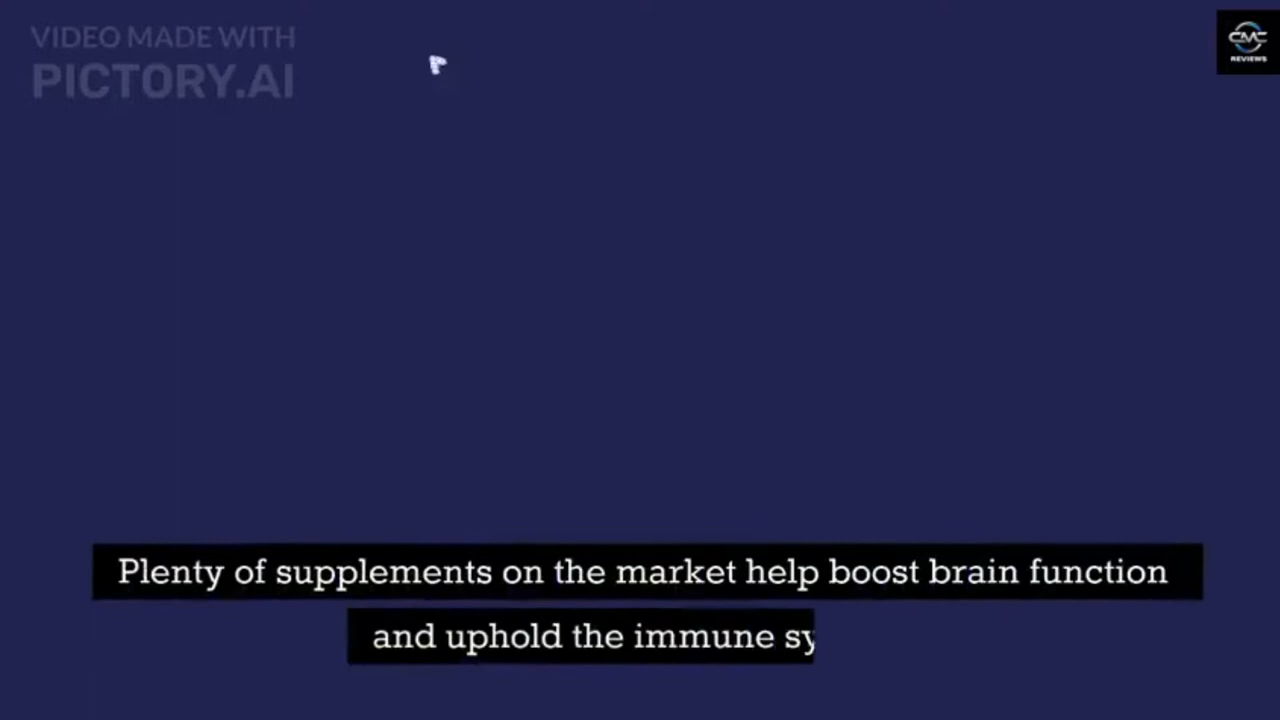 VIDEO MADE WITH
PICTORY.AI
CMC
REVIEWS
Plenty of supplements on the market help boost brain function
and uphold the immune sy